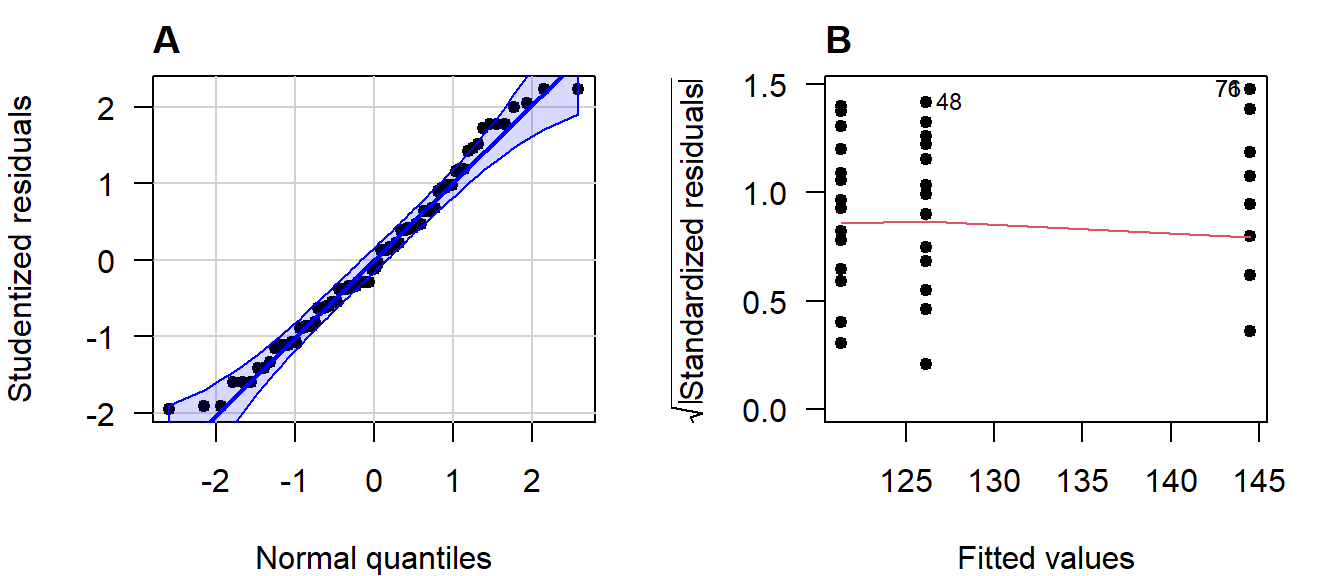 A
Studentized residuals
2
1
0
-1
-2
-2 -1 0 1 2
Normal quantiles
B
√|Standardized residuals|
1.5
1.0
0.5
0.0
48
76
125 130 135 140 145
Fitted values